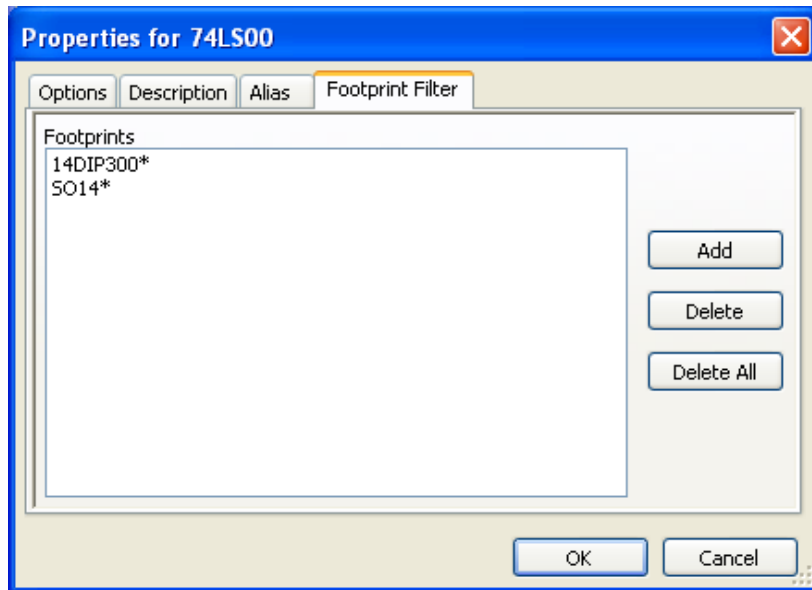 Properties for 74LS00
Options Description Alias Footprint Filter
Footprints
14DIP300*
SO14*
Add
Delete
Delete All
OK Cancel